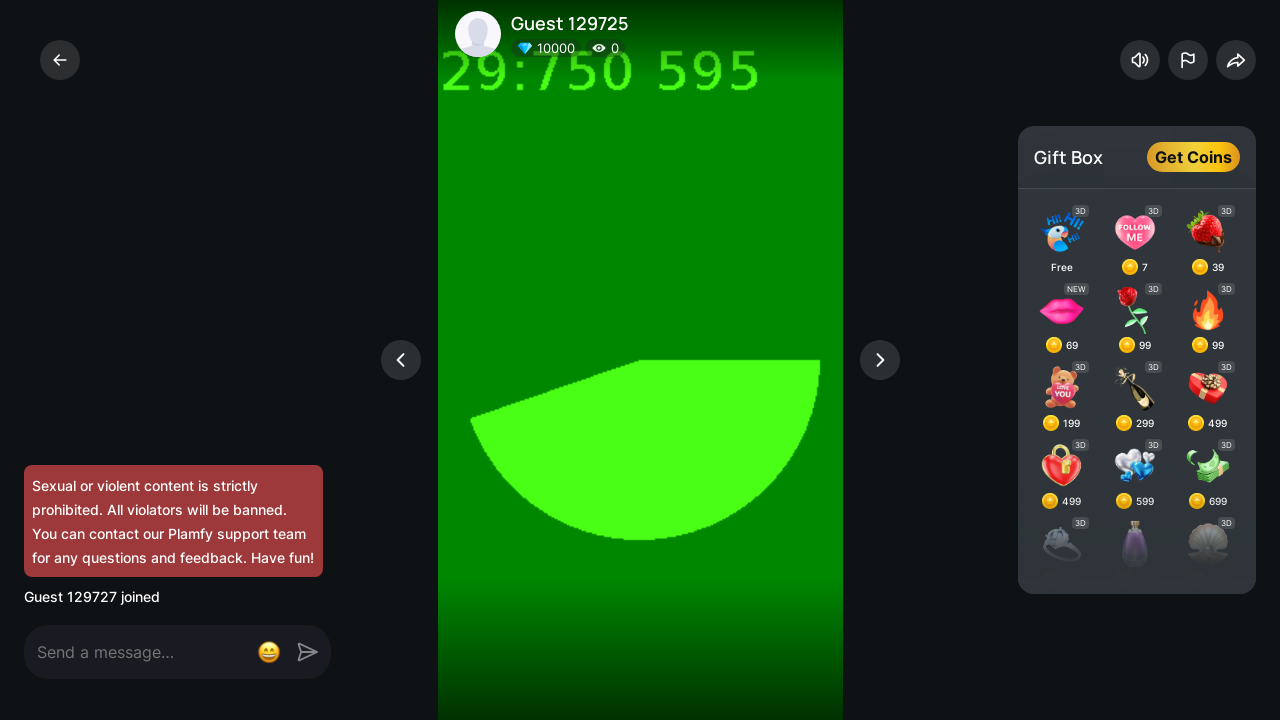 Guest 129725
10000
0
29:750 595
Gift Box
Get Coins
3D
3D
3D
Hi! Hi! Hi!
FOLLOW ME
Free
7
39
NEW
3D
3D
69
99
99
3D
3D
3D
LOVE YOU
199
299
499
3D
3D
3D
499
599
699
3D
3D
Sexual or violent content is strictly
prohibited. All violators will be banned.
You can contact our Plamfy support team
for any questions and feedback. Have fun!
Guest 129727 joined
Send a message...